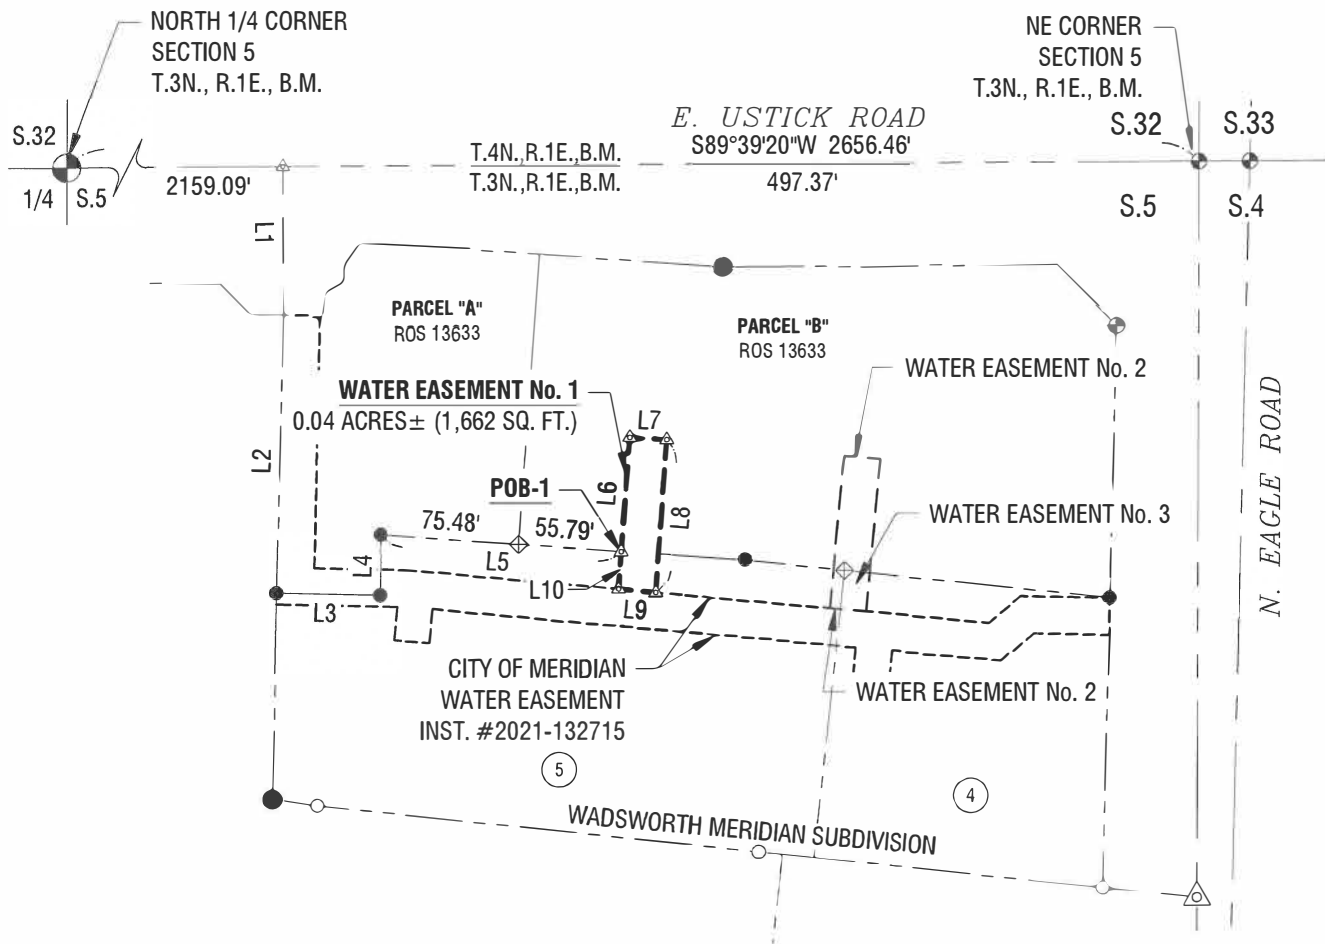 NORTH 1/4 CORNER
SECTION 5
T.3N., R.1E., B.M.
NE CORNER
SECTION 5
T.3N., R.1E., B.M.
S.32
1/4
S.5
S.32
S.33
S.5
S.4
E. USTICK ROAD
S89°39'20"W 2656.46'
497.37'
T.4N.,R.1E.,B.M.
T.3N.,R.1E.,B.M.
2159.09'
L1
PARCEL "A"
ROS 13633
PARCEL "B"
ROS 13633
WATER EASEMENT No. 2
WATER EASEMENT No. 1
0.04 ACRES± (1,662 SQ. FT.)
L7
L2
L6
L8
POB-1
75.48'
55.79'
L5
L4
L10
L3
L9
WATER EASEMENT No. 3
N. EAGLE ROAD
CITY OF MERIDIAN
WATER EASEMENT
INST. #2021-132715
WATER EASEMENT No. 2
5
4
WADSWORTH MERIDIAN SUBDIVISION